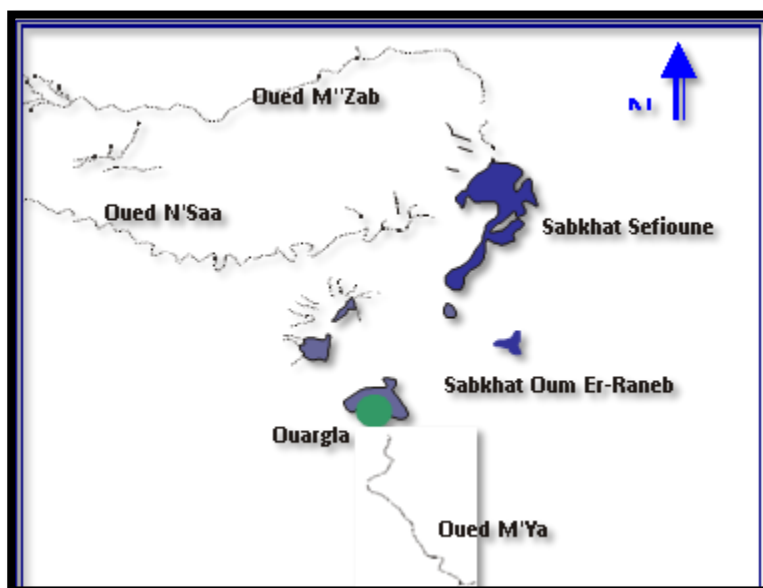 Oued M"Zab
N
Oued N'Saa
Sabkhat Sefioune
Sabkhat Oum Er-Raneb
Ouargla
Oued M'Ya